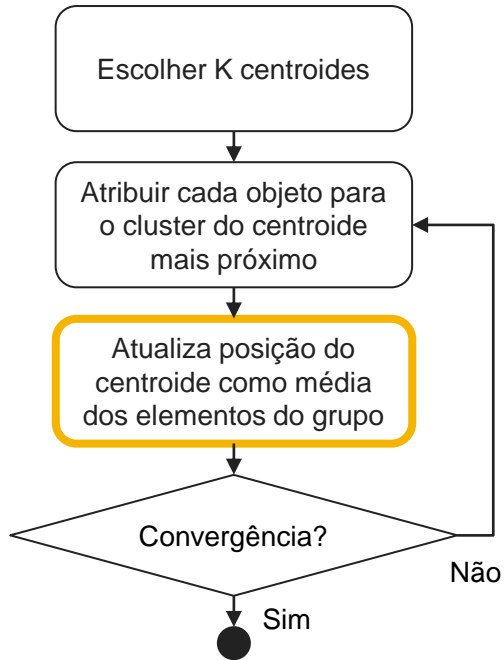 Escolher K centroides
Atribuir cada objeto para
o cluster do centroide
mais próximo
Atualiza posição do
centroide como média
dos elementos do grupo
Convergência?
Não
Sim